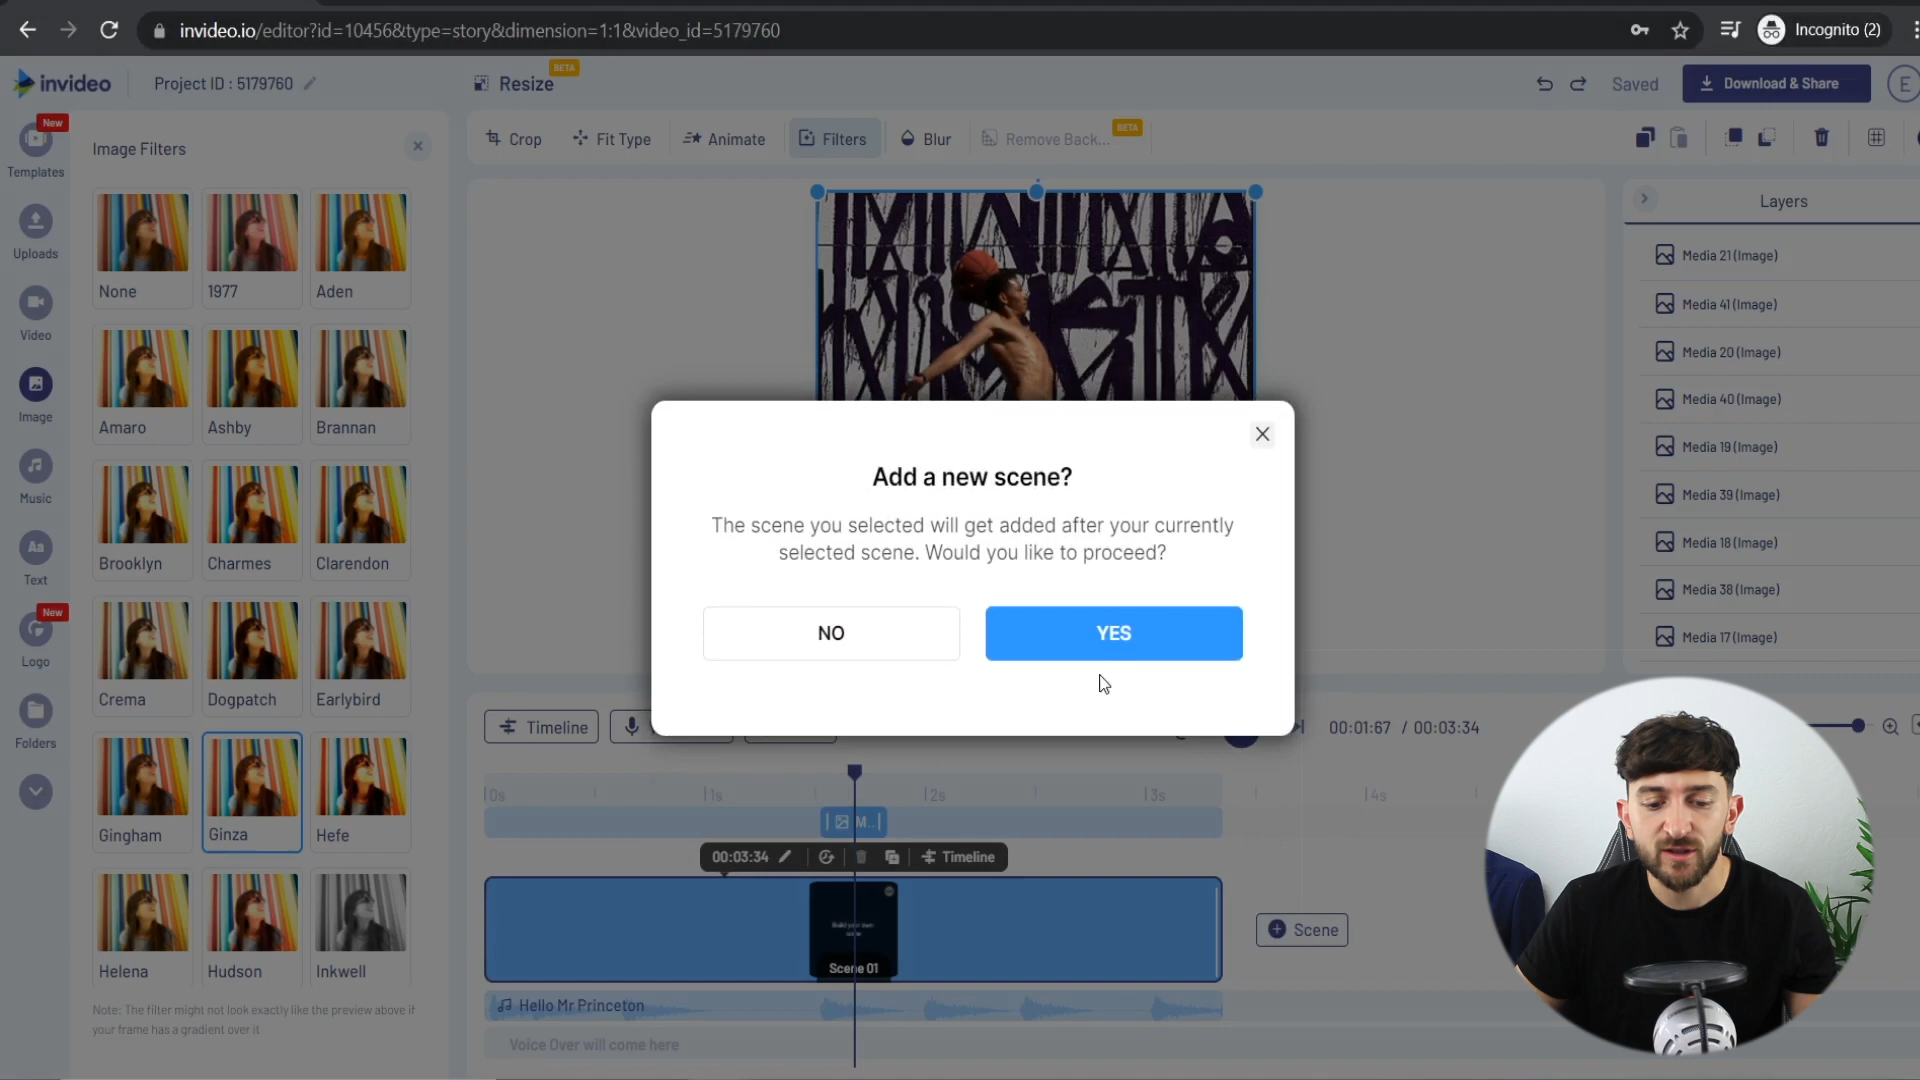 invideo.io/editor?id=10456&type=story&dimension=1:1&video_id=5179760
Incognito (2)
invideo
Project ID : 5179760
Resize
BETA
Saved
Download & Share
E
New
Templates
Uploads
Video
Image
Music
Aa
Text
New
Logo
Folders
Image Filters
None
1977
Aden
Amaro
Ashby
Brannan
Brooklyn
Charmes
Clarendon
Crema
Dogpatch
Earlybird
Gingham
Ginza
Hefe
Helena
Hudson
Inkwell
Note: The filter might not look exactly like the preview above if
your frame has a gradient over it
Crop
Fit Type
Animate
Filters
Blur
Remove Back...
BETA
Add a new scene?
The scene you selected will get added after your currently
selected scene. Would you like to proceed?
NO
YES
Layers
Media 21 (Image)
Media 41 (Image)
Media 20 (Image)
Media 40 (Image)
Media 19 (Image)
Media 39 (Image)
Media 18 (Image)
Media 38 (Image)
Media 17 (Image)
Timeline
00:01:67 / 00:03:34
0s
1s
2s
3s
4s
M..
00:03:34
Timeline
Build your own
scene
Scene 01
Scene
Hello Mr Princeton
Voice Over will come here